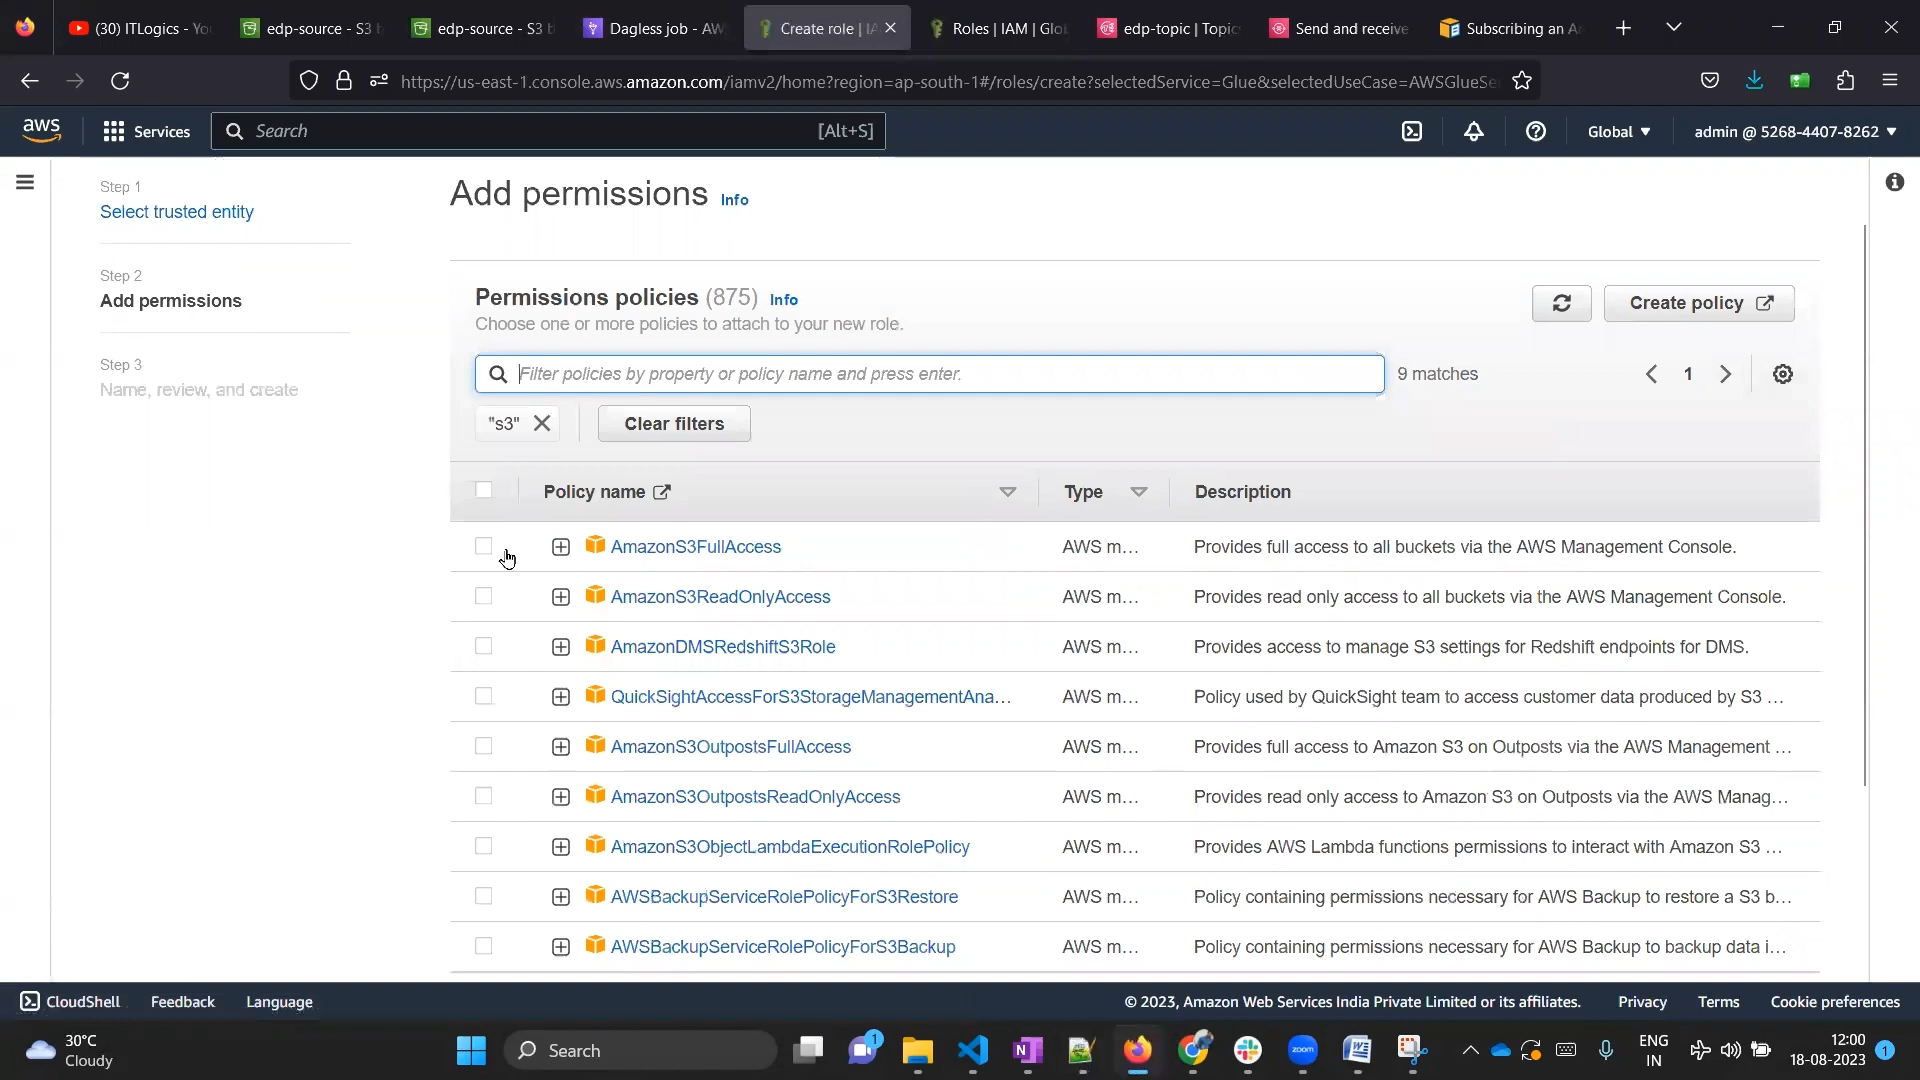 (30) ITLogics - Yo
edp-source - S3 b
edp-source - S3 b
Dagless job - AW
Create role | IA
Roles | IAM | Glo
edp-topic | Topic
Send and receive
Subscribing an A
https://us-east-1.console.aws.amazon.com/iamv2/home?region=ap-south-1#/roles/create?selectedService=Glue&selectedUseCase=AWSGlueSe
aws
Services
Search
[Alt+S]
Global ▼
admin @ 5268-4407-8262 ▼
Step 1
Select trusted entity
Step 2
Add permissions
Step 3
Name, review, and create
Add permissions Info
Permissions policies (875) Info
Choose one or more policies to attach to your new role.
Create policy
Filter policies by property or policy name and press enter.
9 matches
1
"s3"
Clear filters
Policy name Type Description
AmazonS3FullAccess AWS m... Provides full access to all buckets via the AWS Management Console.
AmazonS3ReadOnlyAccess AWS m... Provides read only access to all buckets via the AWS Management Console.
AmazonDMSRedshiftS3Role AWS m... Provides access to manage S3 settings for Redshift endpoints for DMS.
QuickSightAccessForS3StorageManagementAna... AWS m... Policy used by QuickSight team to access customer data produced by S3 ...
AmazonS3OutpostsFullAccess AWS m... Provides full access to Amazon S3 on Outposts via the AWS Management ...
AmazonS3OutpostsReadOnlyAccess AWS m... Provides read only access to Amazon S3 on Outposts via the AWS Manag...
AmazonS3ObjectLambdaExecutionRolePolicy AWS m... Provides AWS Lambda functions permissions to interact with Amazon S3 ...
AWSBackupServiceRolePolicyForS3Restore AWS m... Policy containing permissions necessary for AWS Backup to restore a S3 b...
AWSBackupServiceRolePolicyForS3Backup AWS m... Policy containing permissions necessary for AWS Backup to backup data i...
CloudShell Feedback Language
© 2023, Amazon Web Services India Private Limited or its affiliates. Privacy Terms Cookie preferences
30°C
Cloudy
Search
1
N
zoom
W
ENG
IN
12:00
18-08-2023
1